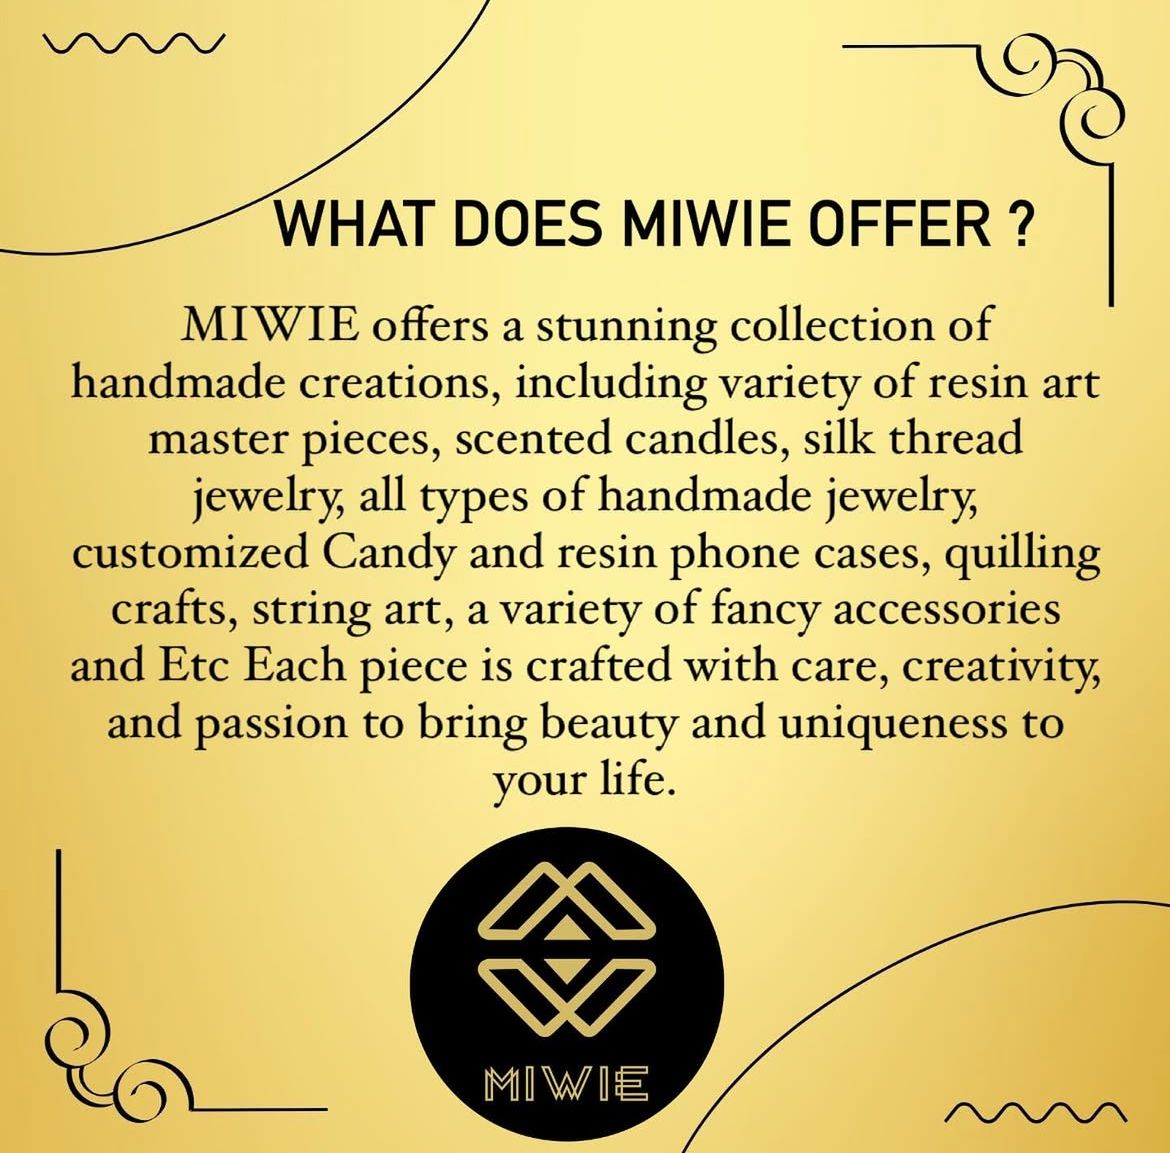 WHAT DOES MIWIE OFFER ?
MIWIE offers a stunning collection of
handmade creations, including variety of resin art
master pieces, scented candles, silk thread
jewelry, all types of handmade jewelry,
customized Candy and resin phone cases, quilling
crafts, string art, a variety of fancy accessories
and Etc Each piece is crafted with care, creativity,
and passion to bring beauty and uniqueness to
your life.
MIWIE